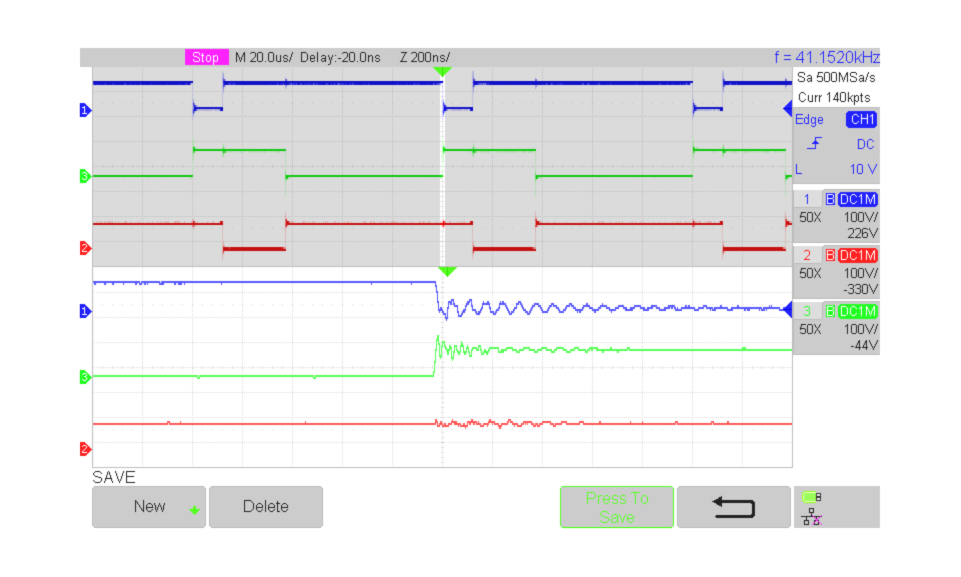 Stop M 20.0us/ Delay:-20.0ns Z 200ns/ f = 41.1520kHz
Sa 500MSa/s
Curr 140kpts
Edge CH1
DC
L 10 V
1 B DC1M
50X 100V/
226V
2 B DC1M
50X 100V/
-330V
3 B DC1M
50X 100V/
-44V
1
3
2
1
3
2
SAVE
New Delete Press To
Save